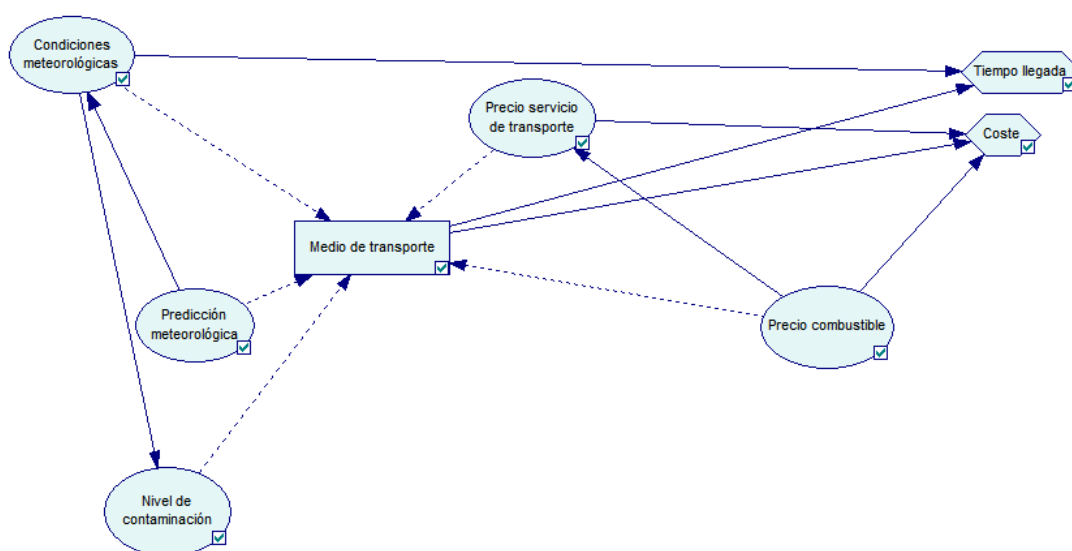 Condiciones
meteorológicas
Tiempo llegada
Precio servicio
de transporte
Coste
Medio de transporte
Predicción
meteorológica
Precio combustible
Nivel de
contaminación